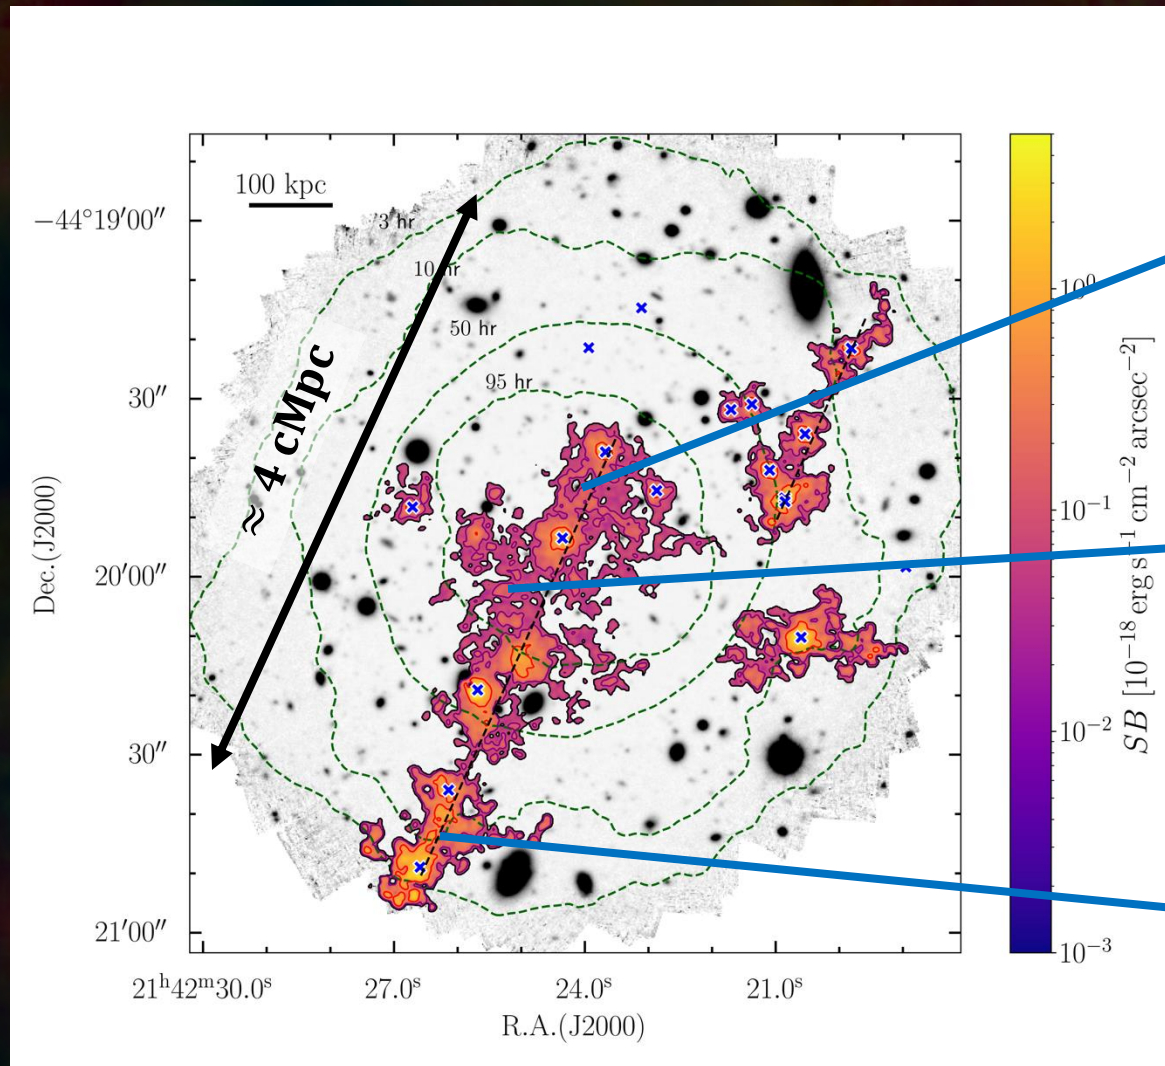 100 kpc
3 hr
10 hr
50 hr
95 hr
≈ 4 cMpc
−44°19′00″
30″
20′00″
30″
21′00″
Dec.(J2000)
21ʰ42ᵐ30.0ˢ
27.0ˢ
24.0ˢ
21.0ˢ
R.A.(J2000)
10⁰
10⁻¹
10⁻²
10⁻³
SB [10⁻¹⁸ erg s⁻¹ cm⁻² arcsec⁻²]